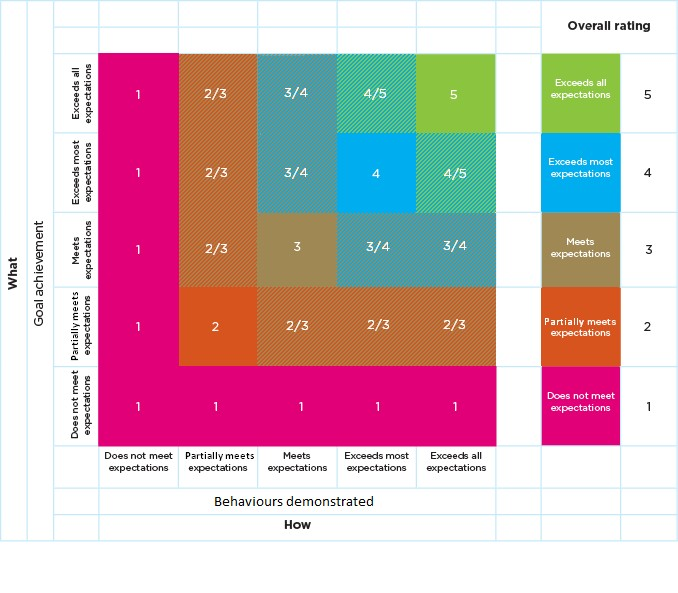 Overall rating
Exceeds all
expectations
1
2/3
3/4
4/5
5
Exceeds all
expectations
5
Exceeds most
expectations
1
2/3
3/4
4
4/5
Exceeds most
expectations
4
Meets
expectations
1
2/3
3
3/4
3/4
Meets
expectations
3
Partially meets
expectations
1
2
2/3
2/3
2/3
Partially meets
expectations
2
Does not meet
expectations
1
1
1
1
1
Does not meet
expectations
1
What
Goal achievement
Does not meet
expectations
Partially meets
expectations
Meets
expectations
Exceeds most
expectations
Exceeds all
expectations
Behaviours demonstrated
How